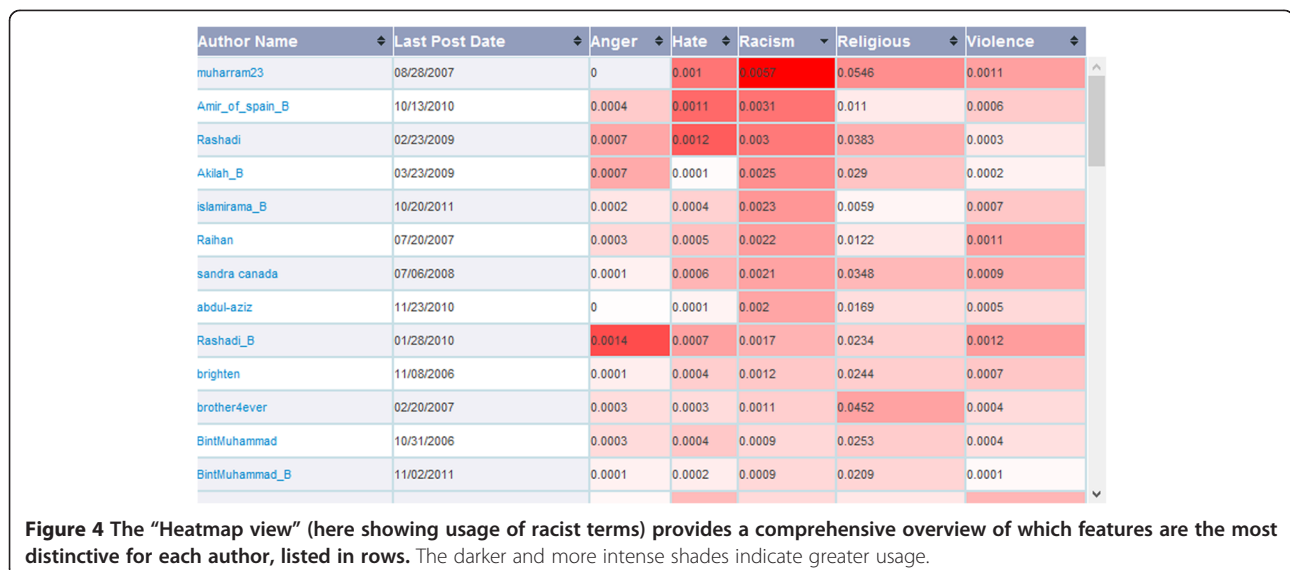 Author Name Last Post Date Anger Hate Racism Religious Violence
muharram23 08/28/2007 0 0.001 0.0057 0.0546 0.0011
Amir_of_spain_B 10/13/2010 0.0004 0.0011 0.0031 0.011 0.0006
Rashadi 02/23/2009 0.0007 0.0012 0.003 0.0383 0.0003
Akilah_B 03/23/2009 0.0007 0.0001 0.0025 0.029 0.0002
islamirama_B 10/20/2011 0.0002 0.0004 0.0023 0.0059 0.0007
Raihan 07/20/2007 0.0003 0.0005 0.0022 0.0122 0.0011
sandra canada 07/06/2008 0.0001 0.0006 0.0021 0.0348 0.0009
abdul-aziz 11/23/2010 0 0.0001 0.002 0.0169 0.0005
Rashadi_B 01/28/2010 0.0014 0.0007 0.0017 0.0234 0.0012
brighten 11/08/2006 0.0001 0.0004 0.0012 0.0244 0.0007
brother4ever 02/20/2007 0.0003 0.0003 0.0011 0.0452 0.0004
BintMuhammad 10/31/2006 0.0003 0.0004 0.0009 0.0253 0.0004
BintMuhammad_B 11/02/2011 0.0001 0.0002 0.0009 0.0209 0.0001
Figure 4 The “Heatmap view” (here showing usage of racist terms) provides a comprehensive overview of which features are the most
distinctive for each author, listed in rows. The darker and more intense shades indicate greater usage.